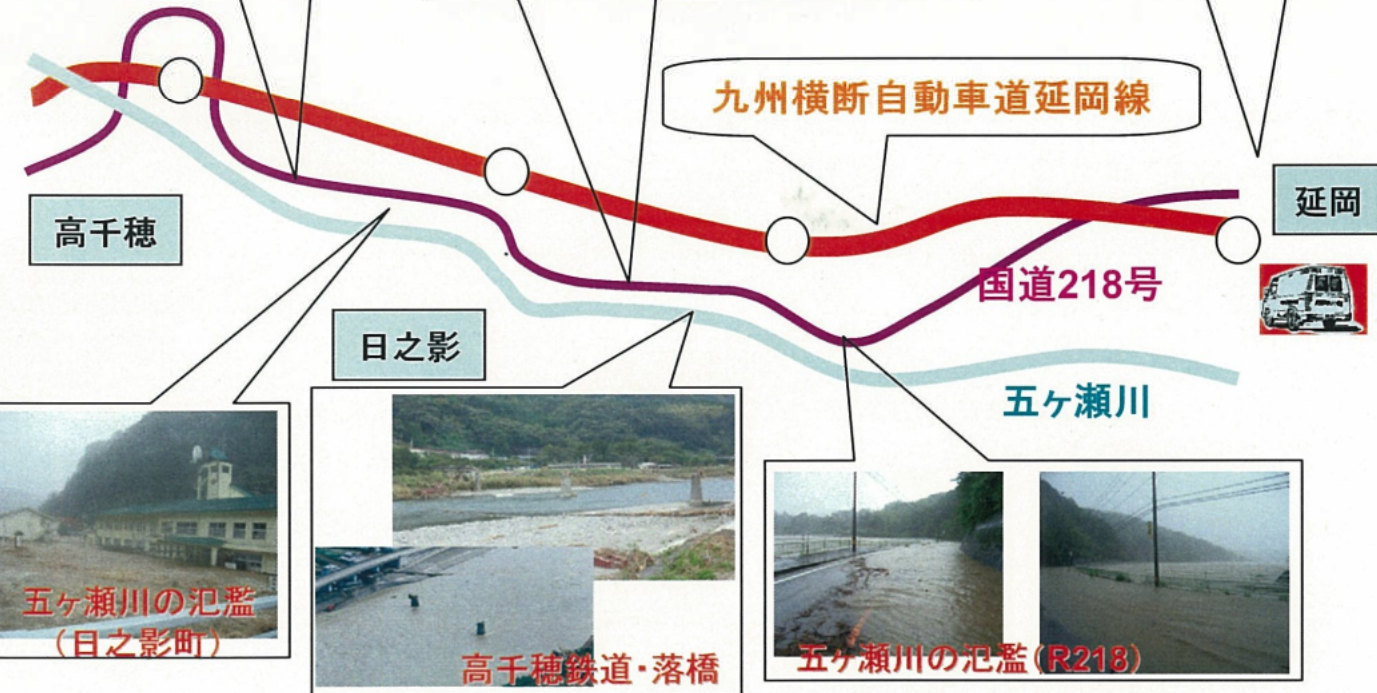 九州横断自動車道延岡線
高千穂
延岡
国道218号
日之影
五ヶ瀬川
五ヶ瀬川の氾濫
（日之影町）
高千穂鉄道・落橋
五ヶ瀬川の氾濫（R218）